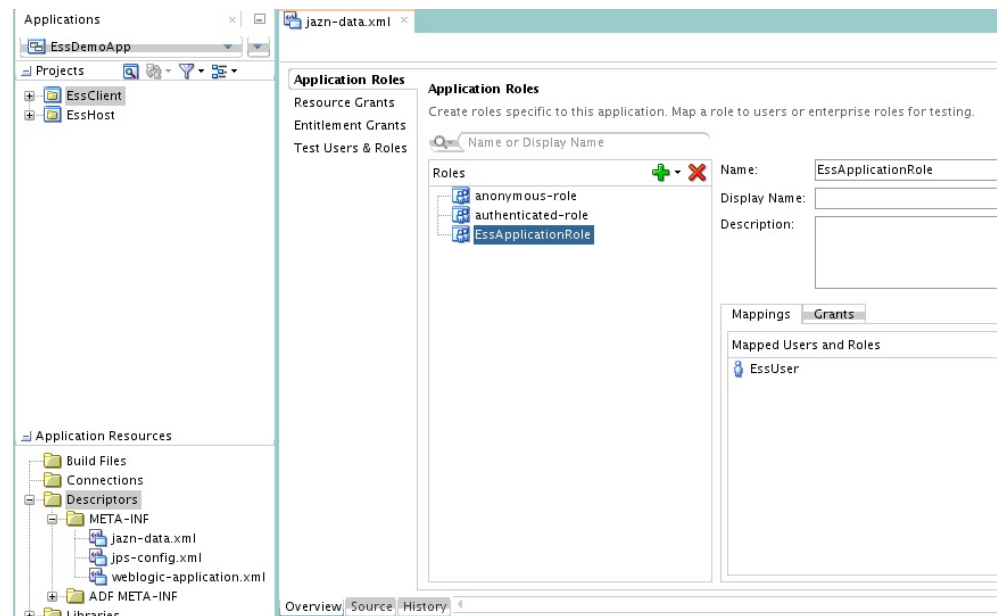 Applications
EssDemoApp
Projects
EssClient
EssHost
Application Resources
Build Files
Connections
Descriptors
META-INF
jazn-data.xml
jps-config.xml
weblogic-application.xml
ADF META-INF
Libraries
jazn-data.xml
Application Roles
Resource Grants
Entitlement Grants
Test Users & Roles
Application Roles
Create roles specific to this application. Map a role to users or enterprise roles for testing.
Name or Display Name
Roles
anonymous-role
authenticated-role
EssApplicationRole
Name: EssApplicationRole
Display Name:
Description:
Mappings Grants
Mapped Users and Roles
EssUser
Overview Source History